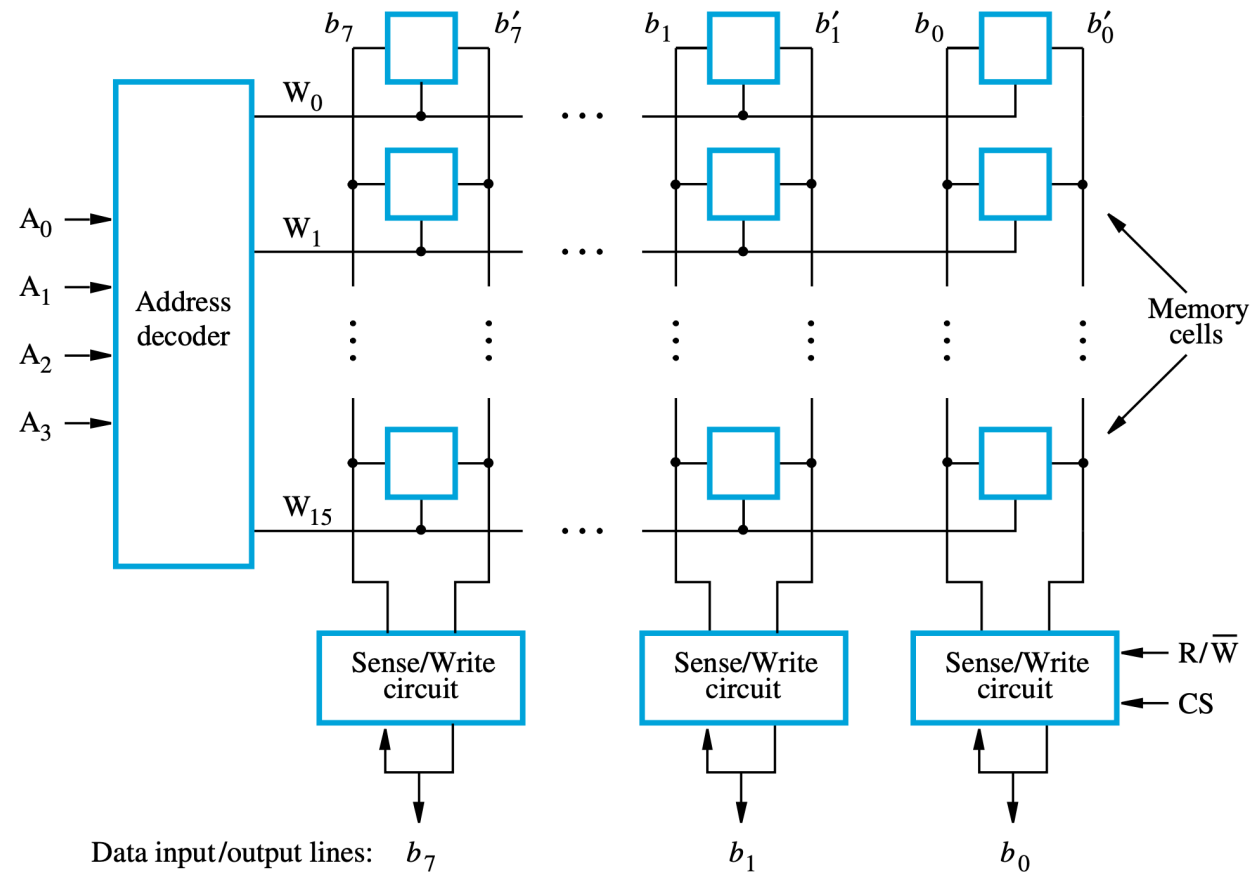 b₇ b′₇ b₁ b′₁ b₀ b′₀
W₀
• • •
W₁
• • •
A₀
A₁
A₂
A₃
Address
decoder
Memory
cells
W₁₅
• • •
Sense/Write
circuit
Sense/Write
circuit
Sense/Write
circuit
R/W̅
CS
Data input/output lines: b₇ b₁ b₀